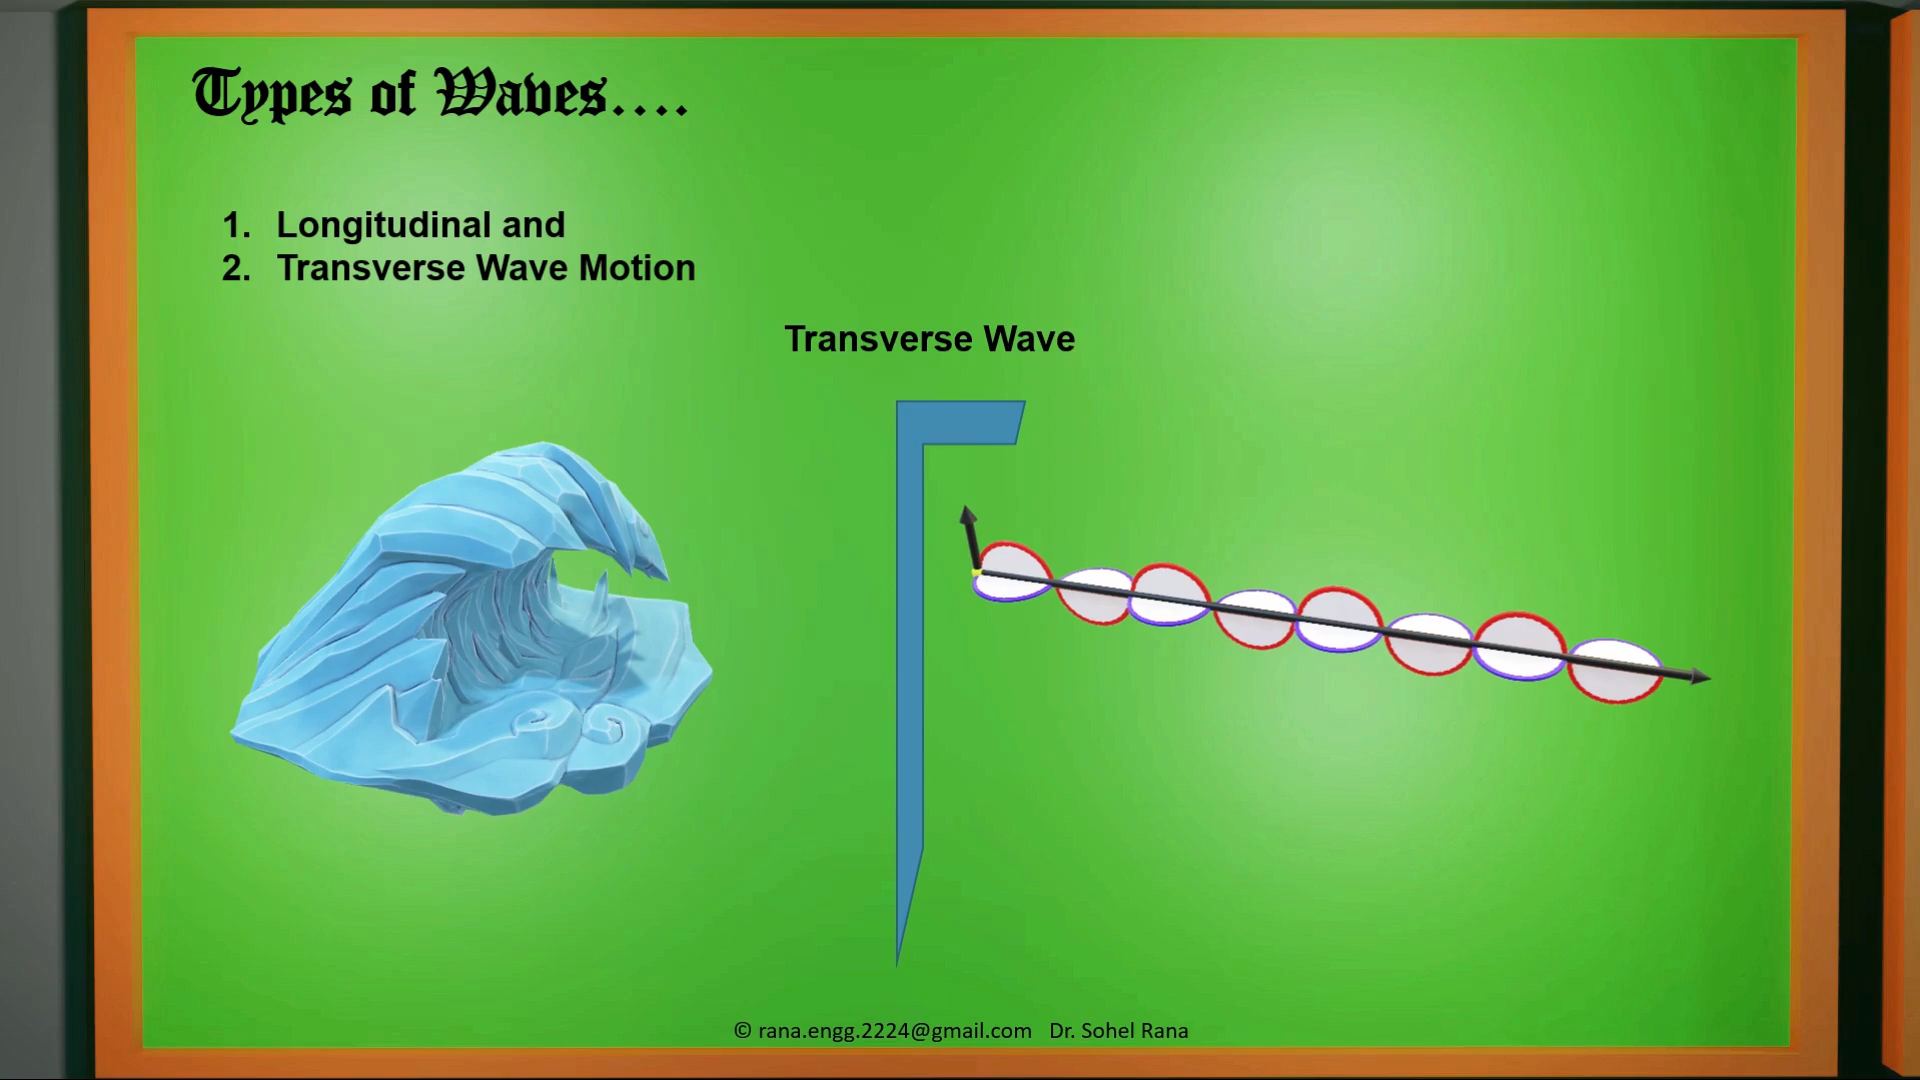 Types of Waves....
1. Longitudinal and
2. Transverse Wave Motion
Transverse Wave
© rana.engg.2224@gmail.com Dr. Sohel Rana